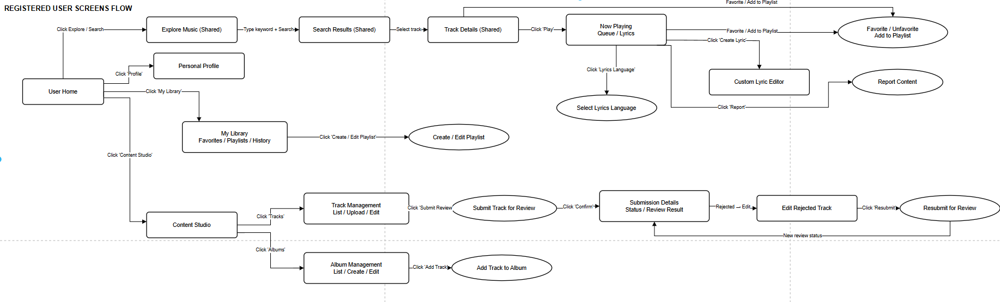 REGISTERED USER SCREENS FLOW
Favorite / Add to Playlist
Click Explore / Search
Explore Music (Shared)
Type keyword + Search
Search Results (Shared)
Select track
Track Details (Shared)
Click 'Play'
Now Playing
Queue / Lyrics
Favorite / Add to Playlist
Click 'Create Lyric'
Favorite / Unfavorite
Add to Playlist
Click 'Profile'
Personal Profile
Click 'Lyrics Language'
Custom Lyric Editor
Report Content
User Home
Click 'My Library'
Select Lyrics Language
Click 'Report'
My Library
Favorites / Playlists / History
Click 'Create / Edit Playlist'
Create / Edit Playlist
Click 'Content Studio'
Content Studio
Click 'Tracks'
Track Management
List / Upload / Edit
Click 'Submit Review
Submit Track for Review
Click 'Confirm'
Submission Details
Status / Review Result
Rejected → Edit
Edit Rejected Track
Click 'Resubmit'
Resubmit for Review
New review status
Click 'Albums'
Album Management
List / Create / Edit
Click 'Add Track'
Add Track to Album